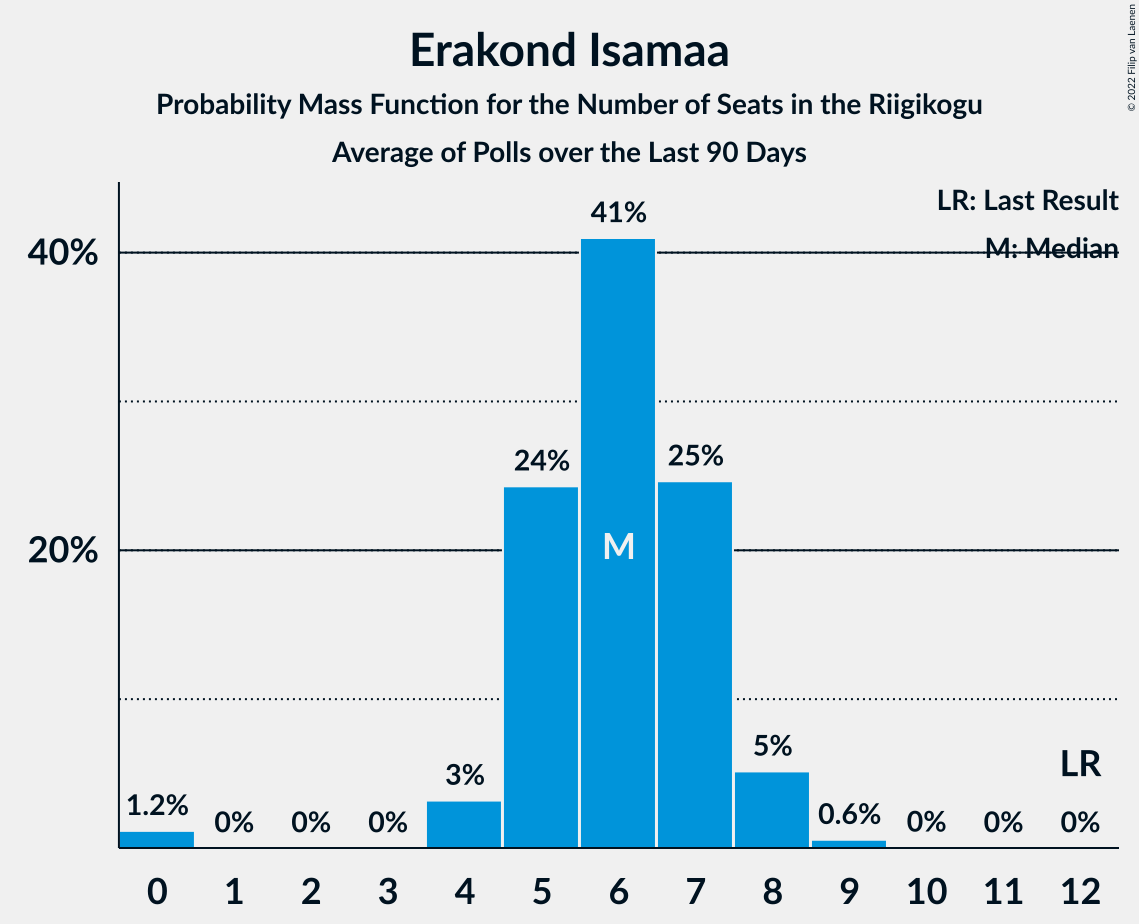 Erakond Isamaa
Probability Mass Function for the Number of Seats in the Riigikogu
Average of Polls over the Last 90 Days
© 2022 Filip van Laenen
LR: Last Result
M: Median
40%
20%
1.2%
0%
0%
0%
3%
24%
41%
25%
5%
0.6%
0%
0%
0%
M
LR
0 1 2 3 4 5 6 7 8 9 10 11 12